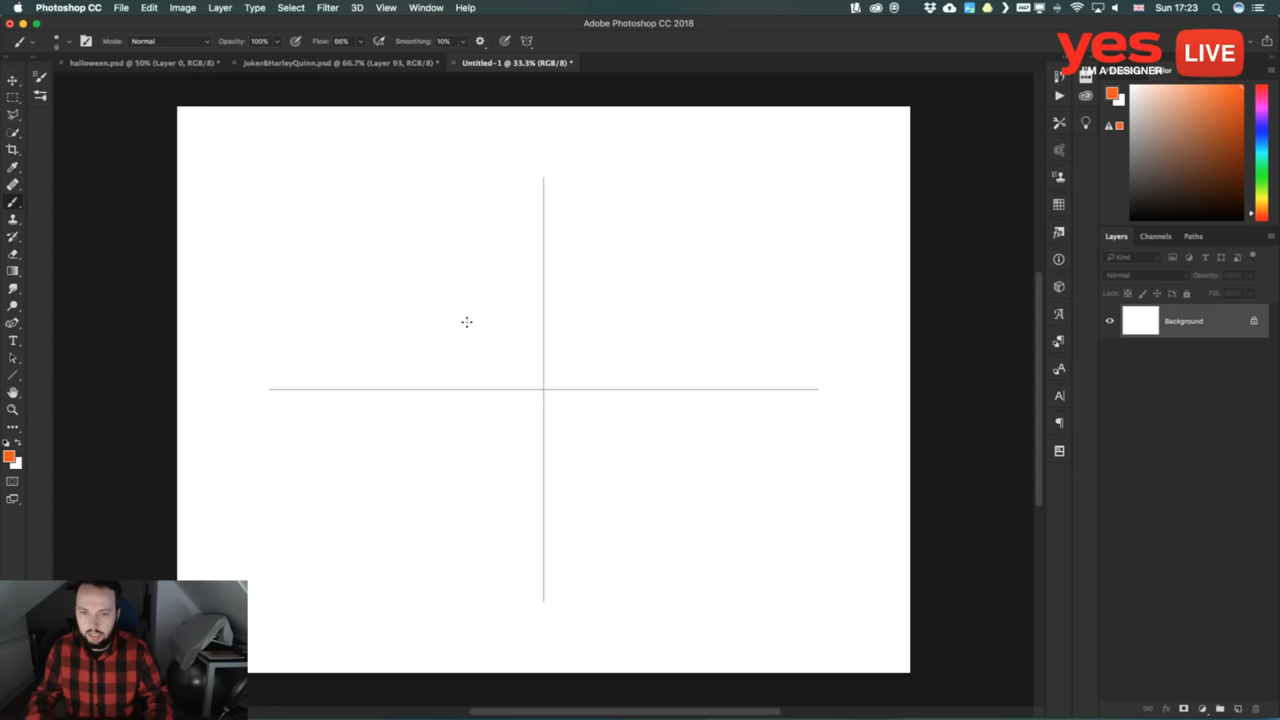 Photoshop CC File Edit Image Layer Type Select Filter 3D View Window Help Sun 17:23
Adobe Photoshop CC 2018
9 Mode: Normal Opacity: 100% Flow: 66% Smoothing: 10%
halloween.psd @ 50% (Layer 0, RGB/8) * Joker&HarleyQuinn.psd @ 66.7% (Layer 93, RGB/8) * Untitled-1 @ 33.3% (RGB/8) *
yes LIVE
I'M A DESIGNER
Layers Channels Paths
Kind
Normal Opacity: 100%
Lock: Fill: 100%
Background